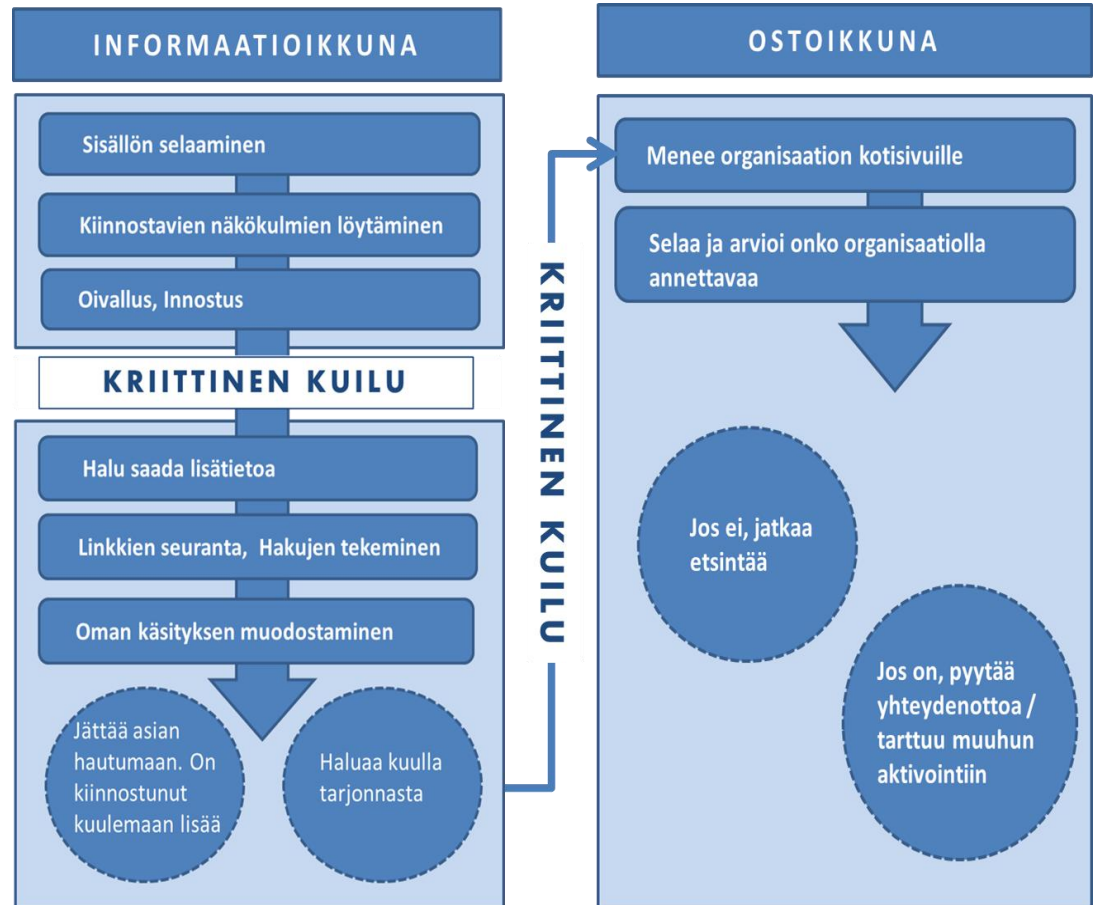 INFORMAATIOIKKUNA
Sisällön selaaminen
Kiinnostavien näkökulmien löytäminen
Oivallus, Innostus
KRIITTINEN KUILU
Halu saada lisätietoa
Linkkien seuranta, Hakujen tekeminen
Oman käsityksen muodostaminen
Jättää asian
hautumaan. On
kiinnostunut
kuulemaan lisää
Haluaa kuulla
tarjonnasta
KRIITTINEN KUILU
OSTOIKKUNA
Menee organisaation kotisivuille
Selaa ja arvioi onko organisaatiolla
annettavaa
Jos ei, jatkaa
etsintää
Jos on, pyytää
yhteydenottoa /
tarttuu muuhun
aktivointiin